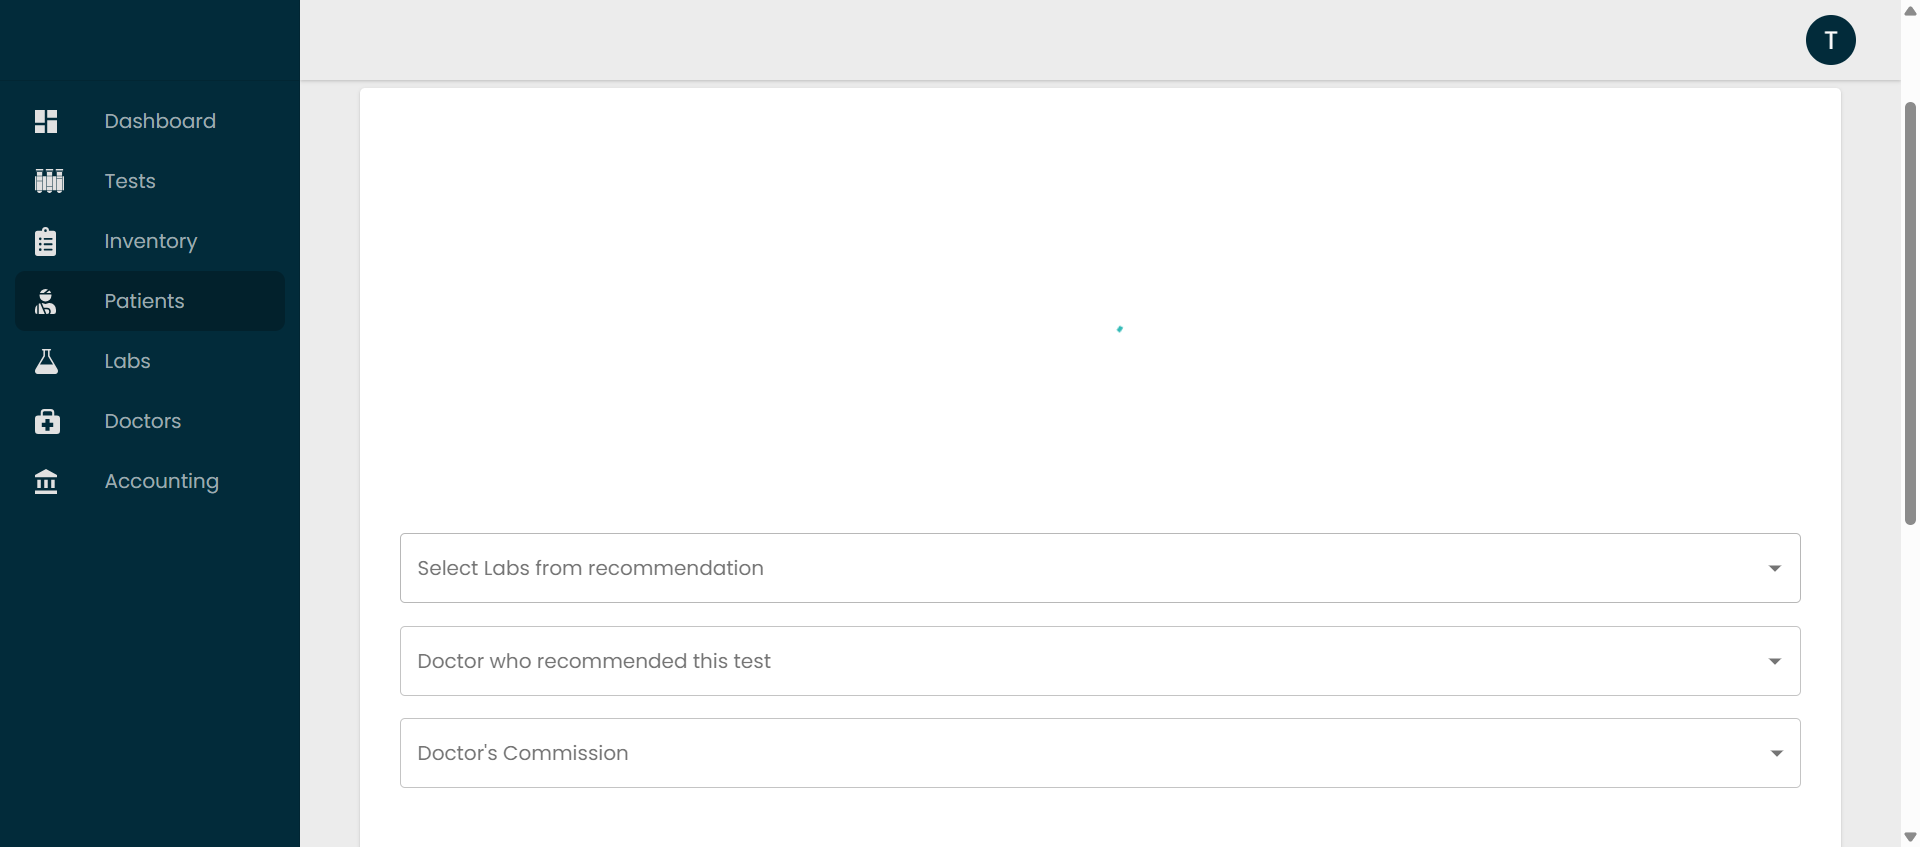 T
Dashboard
Tests
Inventory
Patients
Labs
Doctors
Accounting
Select Labs from recommendation
Doctor who recommended this test
Doctor's Commission